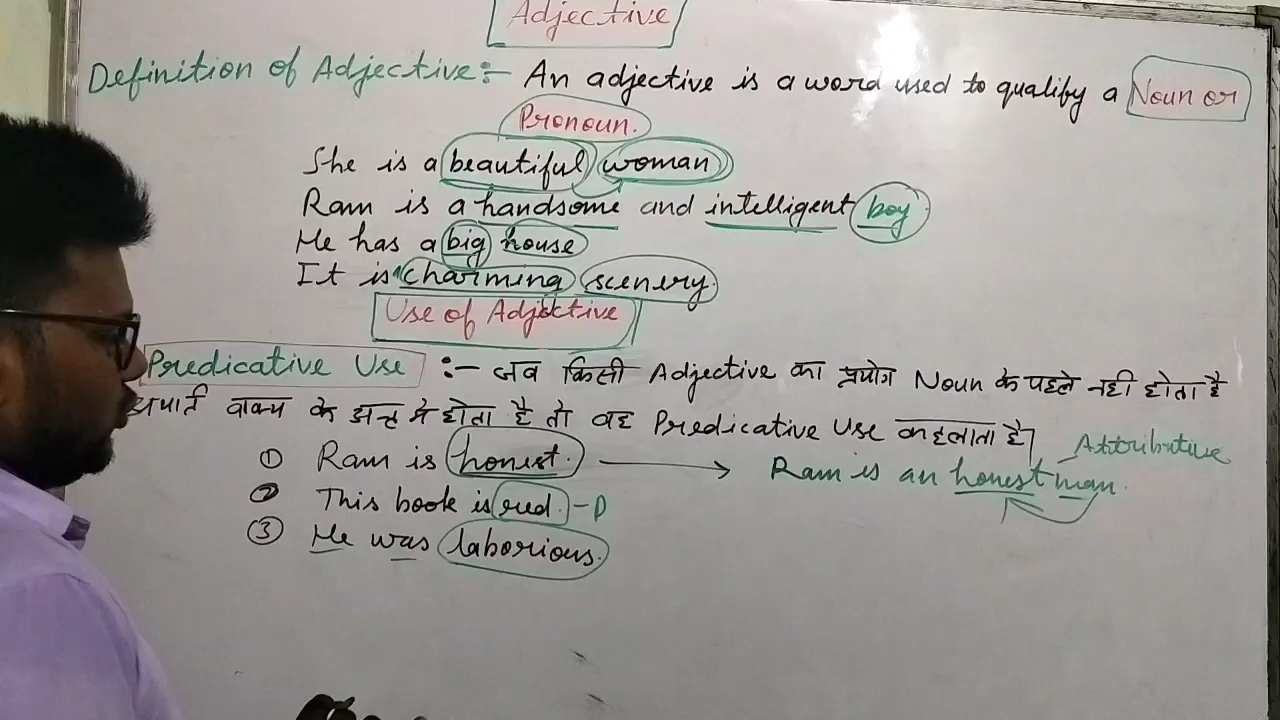 Adjective
Definition of Adjective:- An adjective is a word used to qualify a Noun or
Pronoun.
She is a beautiful woman
Ram is a handsome and intelligent boy
He has a big house
It is charming scenery.
Use of Adjective
Predicative Use :- जब किसी Adjective का प्रयोग Noun के पहले नही होता है
अर्थात वाक्य के अन्त मे होता है तो वह Predicative Use कहलाता है।
① Ram is honest. → Ram is an honest man. Attributive
② This book is red. - P
③ He was laborious.